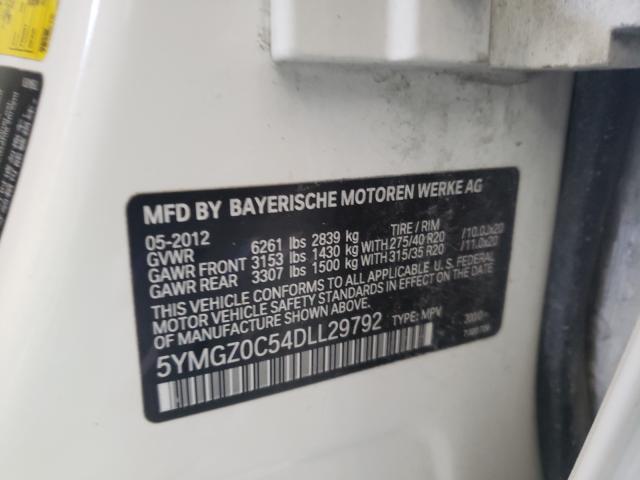 MFD BY BAYERISCHE MOTOREN WERKE AG
05-2012 TIRE / RIM
GVWR 6261 lbs 2839 kg
GAWR FRONT 3153 lbs 1430 kg WITH 275/40 R20 /10.0Jx20
GAWR REAR 3307 lbs 1500 kg WITH 315/35 R20 /11.0x20
THIS VEHICLE CONFORMS TO ALL APPLICABLE U.S. FEDERAL
MOTOR VEHICLE SAFETY STANDARDS IN EFFECT ON THE DATE
OF MANUFACTURE SHOWN ABOVE.
5YMGZ0C54DLL29792 TYPE: MPV